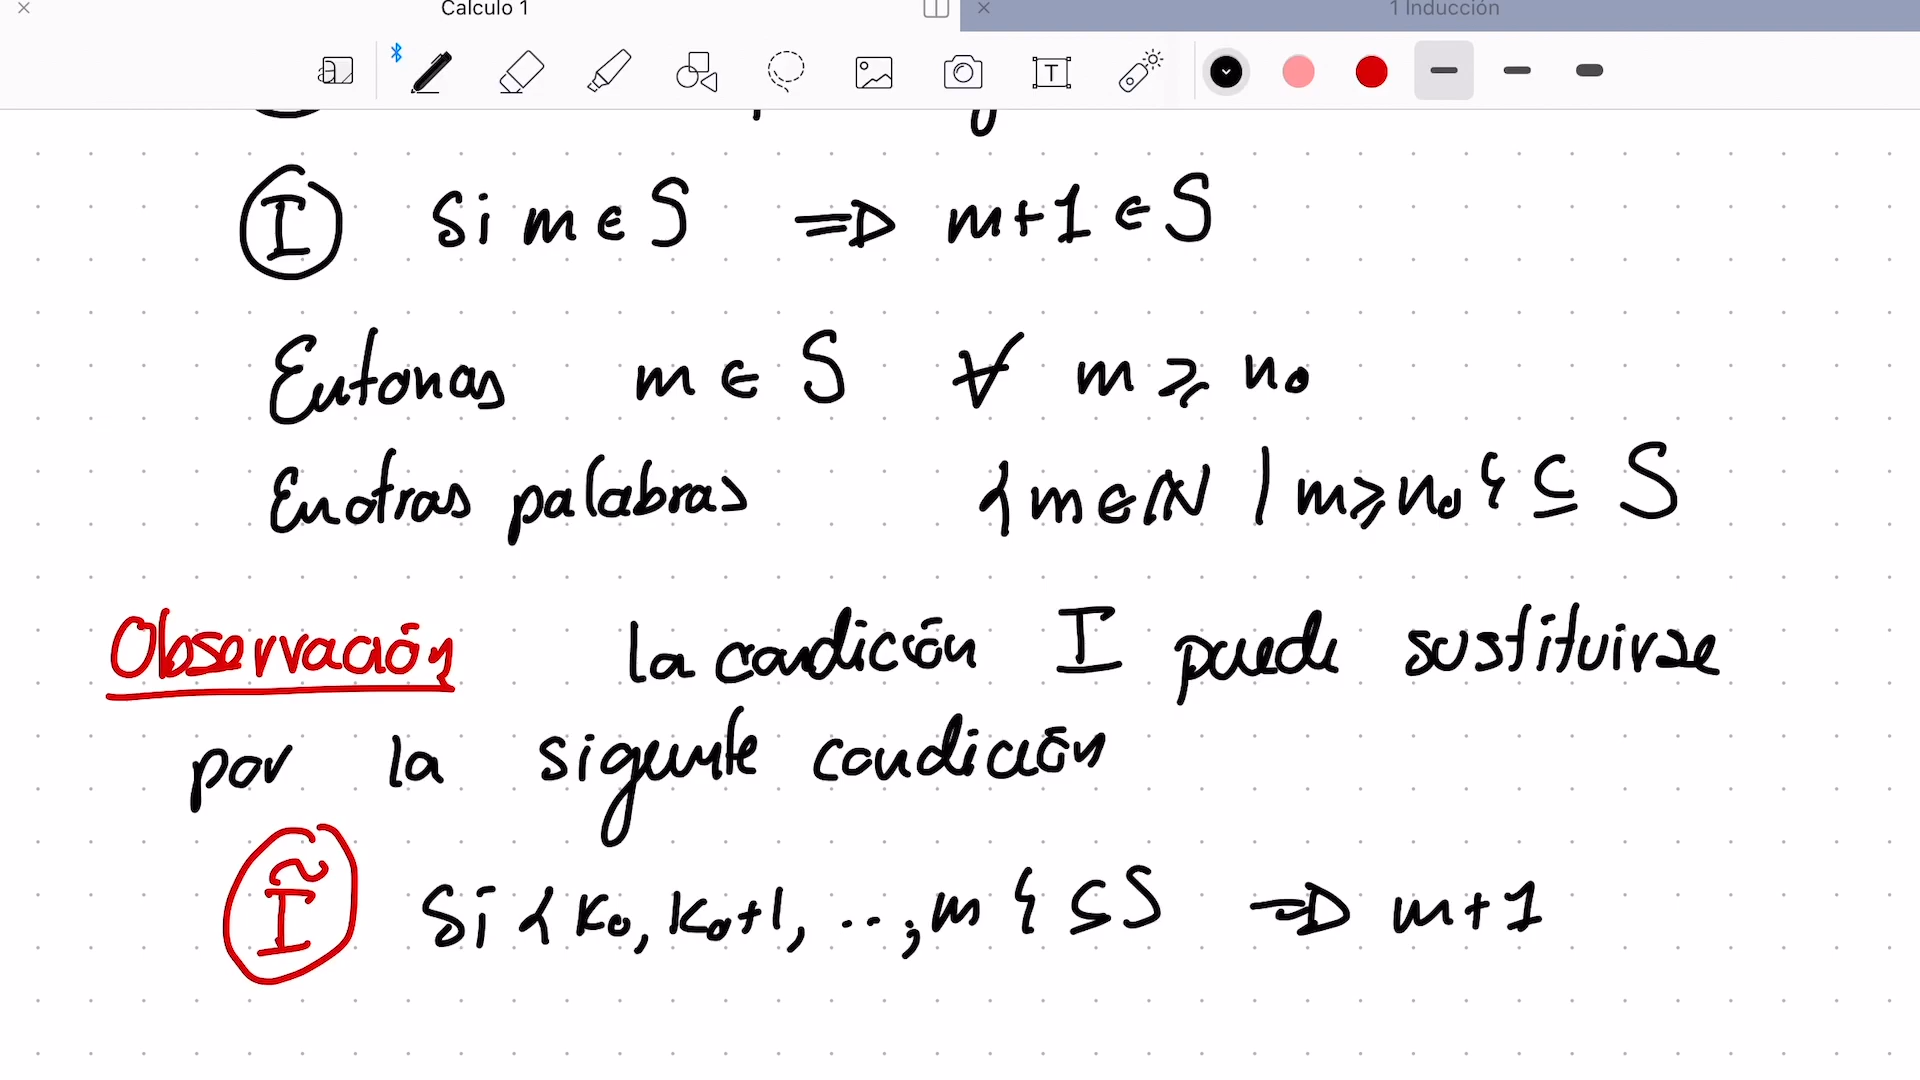 Calculo 1
1 Inducción
I Si m ∈ S ⇒ m+1 ∈ S
Entonces m ∈ S ∀ m ⩾ n₀
En otras palabras {m ∈ ℕ | m ⩾ n₀} ⊆ S
Observación la condición I puede sustituirse
por la siguiente condición
Ĩ Si {k₀, k₀+1, ..., m} ⊆ S ⇒ m+1